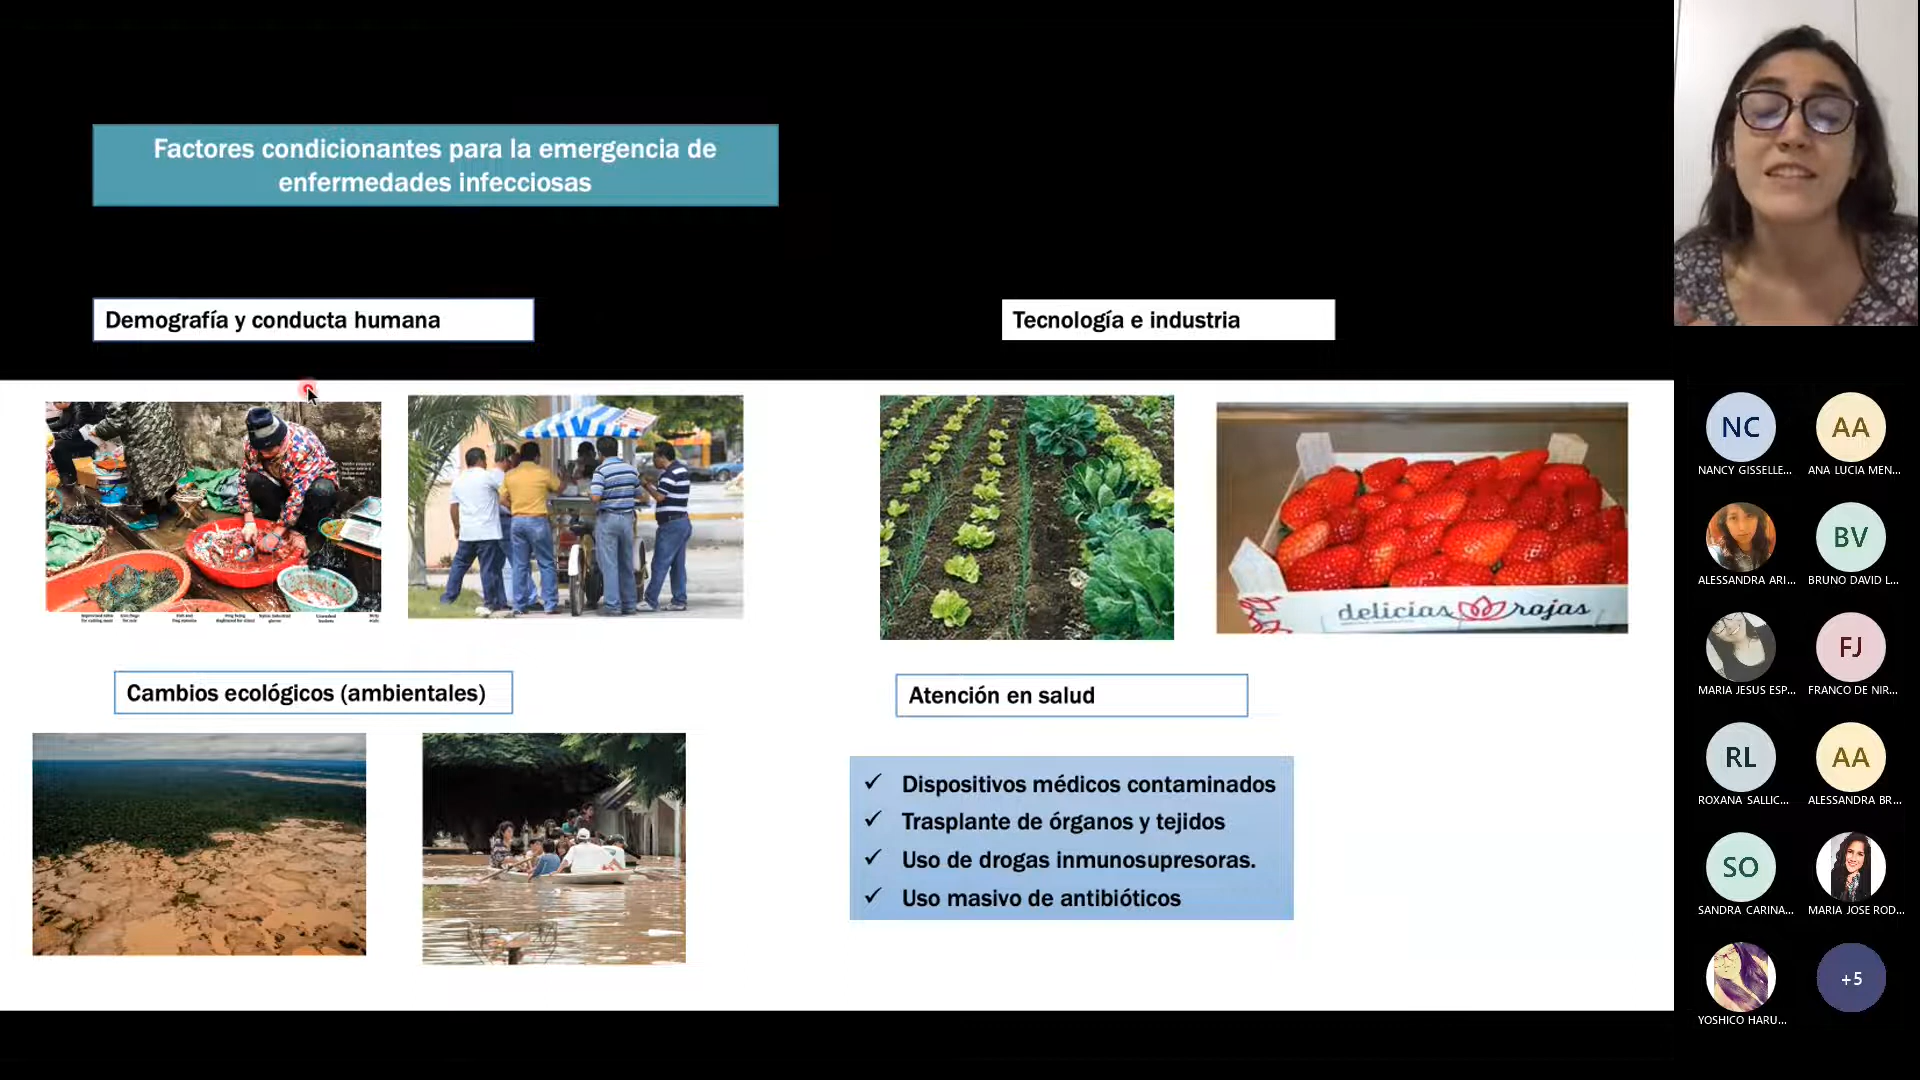 Factores condicionantes para la emergencia de
enfermedades infecciosas
Demografía y conducta humana
Tecnología e industria
delicias rojas
Cambios ecológicos (ambientales)
Atención en salud
✓ Dispositivos médicos contaminados
✓ Trasplante de órganos y tejidos
✓ Uso de drogas inmunosupresoras.
✓ Uso masivo de antibióticos
NC
AA
NANCY GISSELLE...
ANA LUCIA MEN...
BV
ALESSANDRA ARI...
BRUNO DAVID L...
FJ
MARIA JESUS ESP...
FRANCO DE NIR...
RL
AA
ROXANA SALLIC...
ALESSANDRA BR...
SO
SANDRA CARINA...
MARIA JOSE ROD...
+5
YOSHICO HARU...